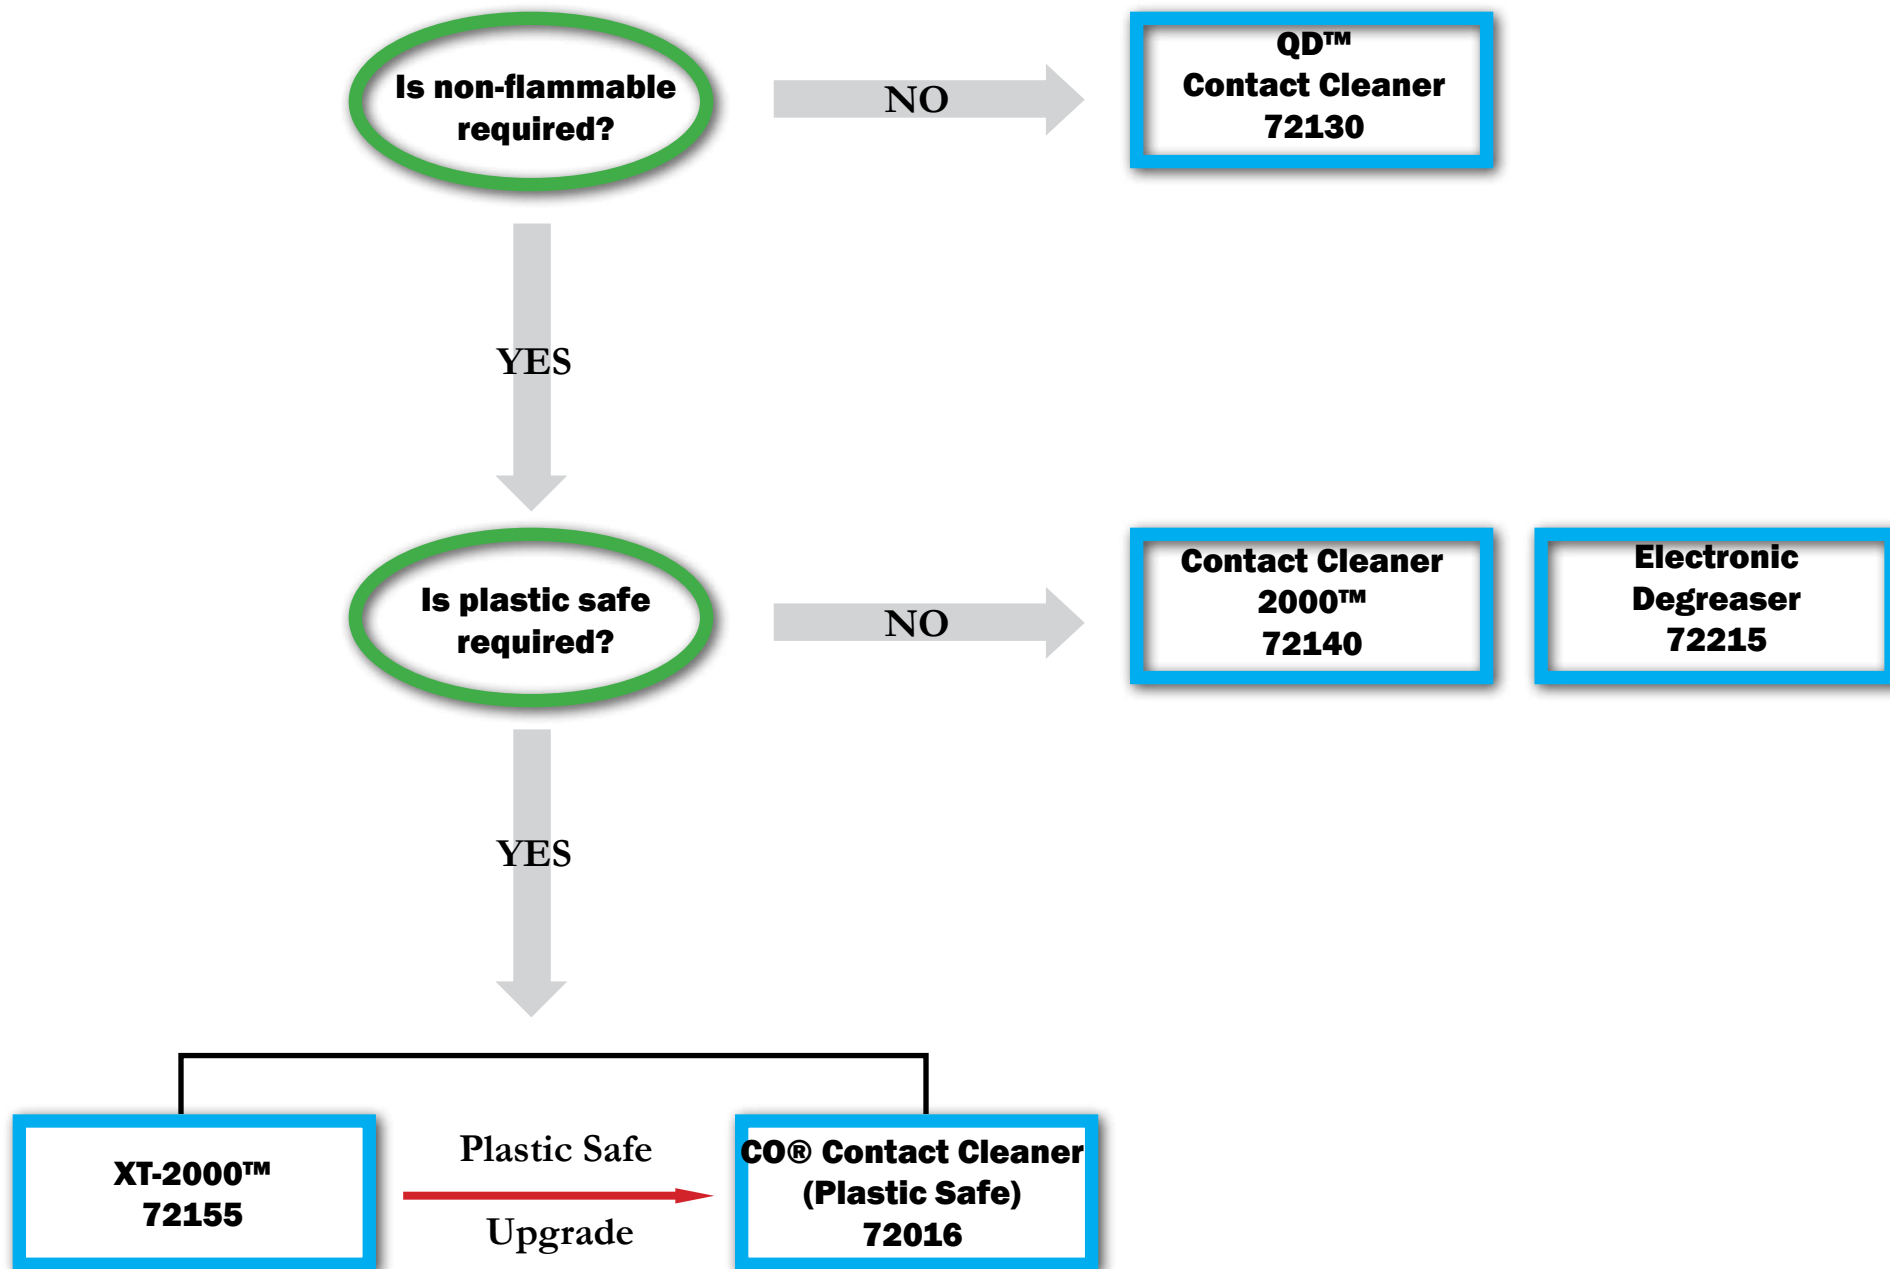 Is non-flammable
required?
NO
QD™
Contact Cleaner
72130
YES
Is plastic safe
required?
NO
Contact Cleaner
2000™
72140
Electronic
Degreaser
72215
YES
XT-2000™
72155
Plastic Safe
Upgrade
CO® Contact Cleaner
(Plastic Safe)
72016